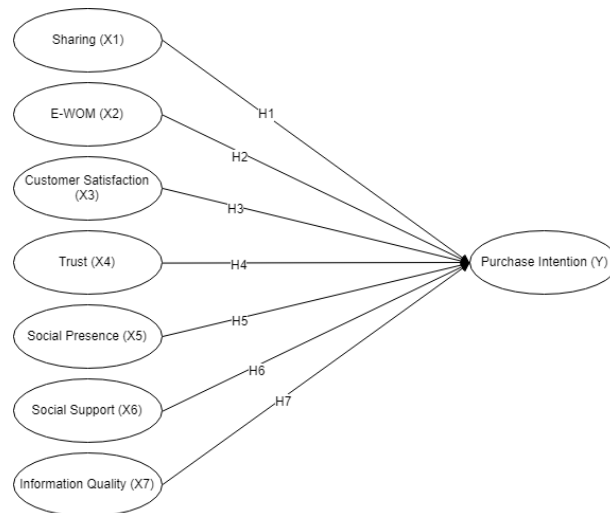 Sharing (X1)
H1
E-WOM (X2)
H2
Customer Satisfaction
(X3)
H3
Trust (X4)
H4
Purchase Intention (Y)
Social Presence (X5)
H5
Social Support (X6)
H6
H7
Information Quality (X7)